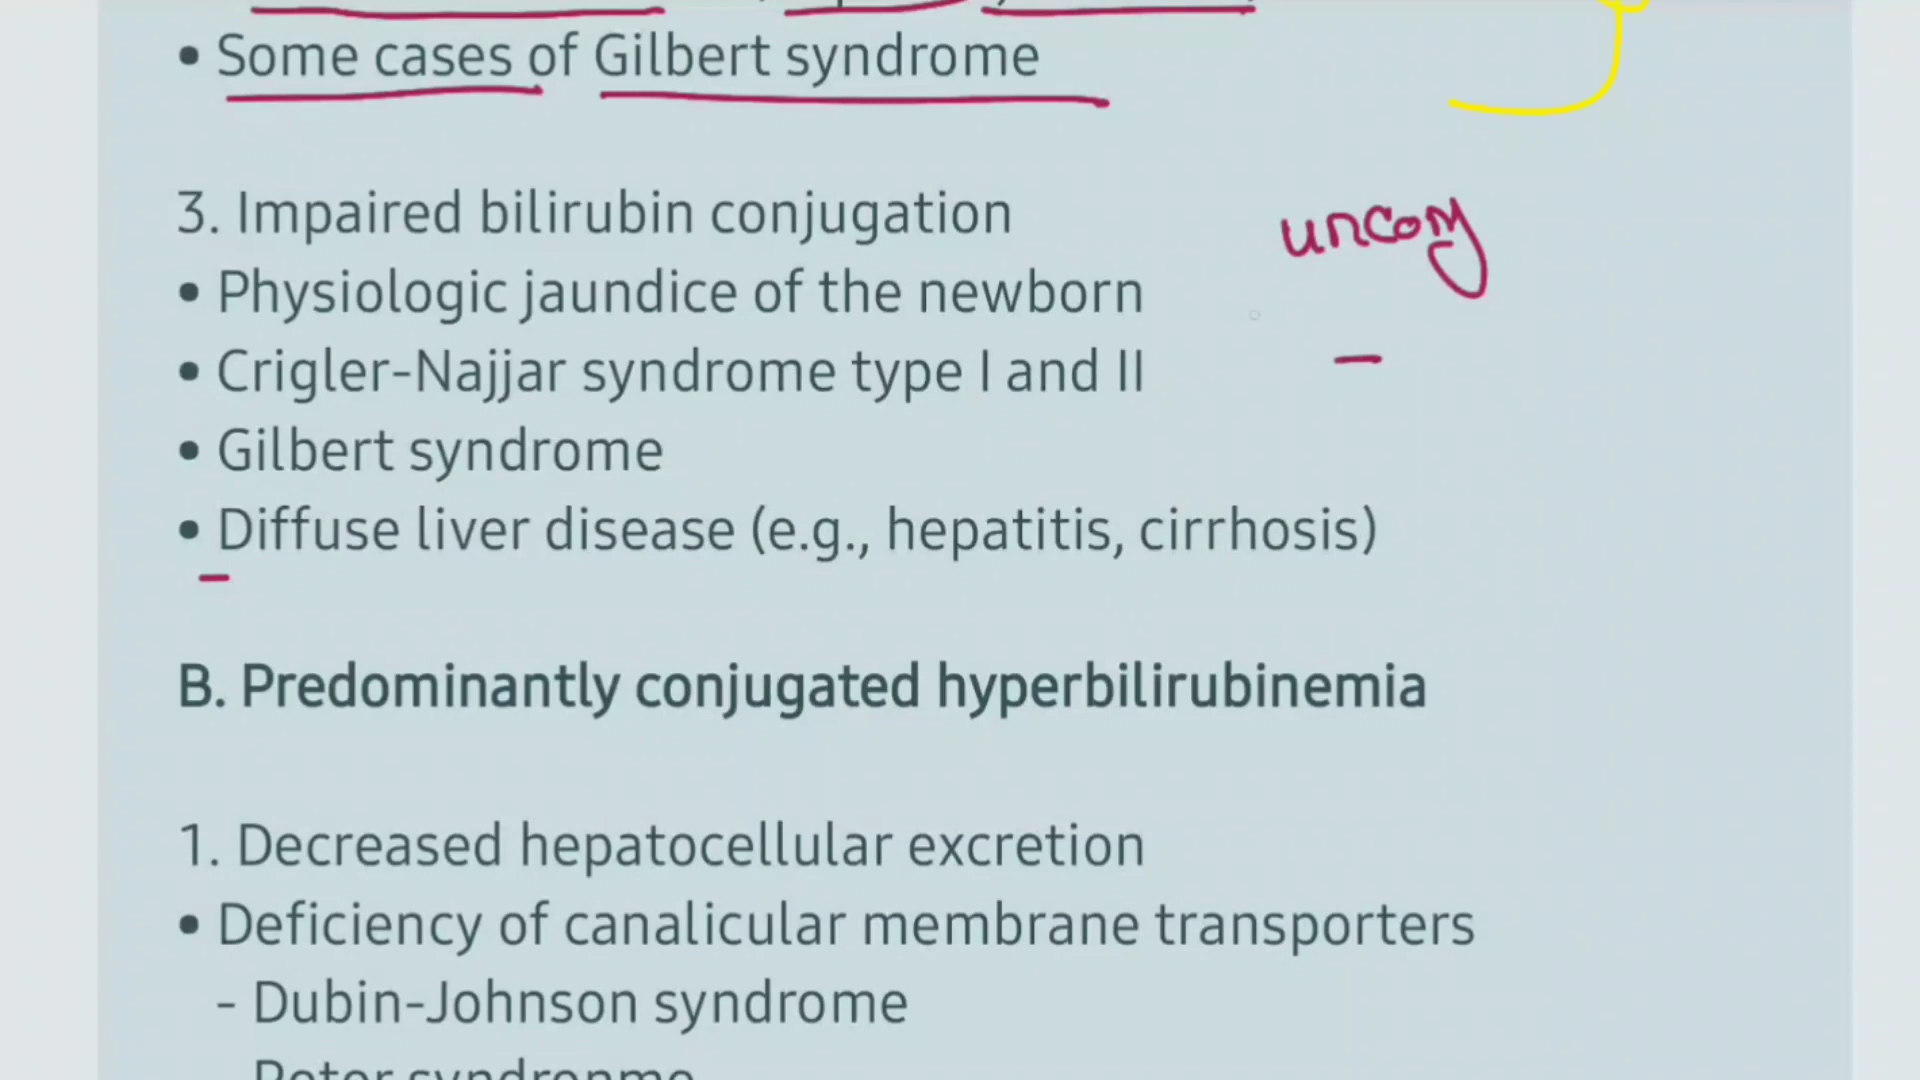 • Some cases of Gilbert syndrome
3. Impaired bilirubin conjugation
unconj
• Physiologic jaundice of the newborn
• Crigler-Najjar syndrome type I and II
• Gilbert syndrome
• Diffuse liver disease (e.g., hepatitis, cirrhosis)
B. Predominantly conjugated hyperbilirubinemia
1. Decreased hepatocellular excretion
• Deficiency of canalicular membrane transporters
- Dubin-Johnson syndrome